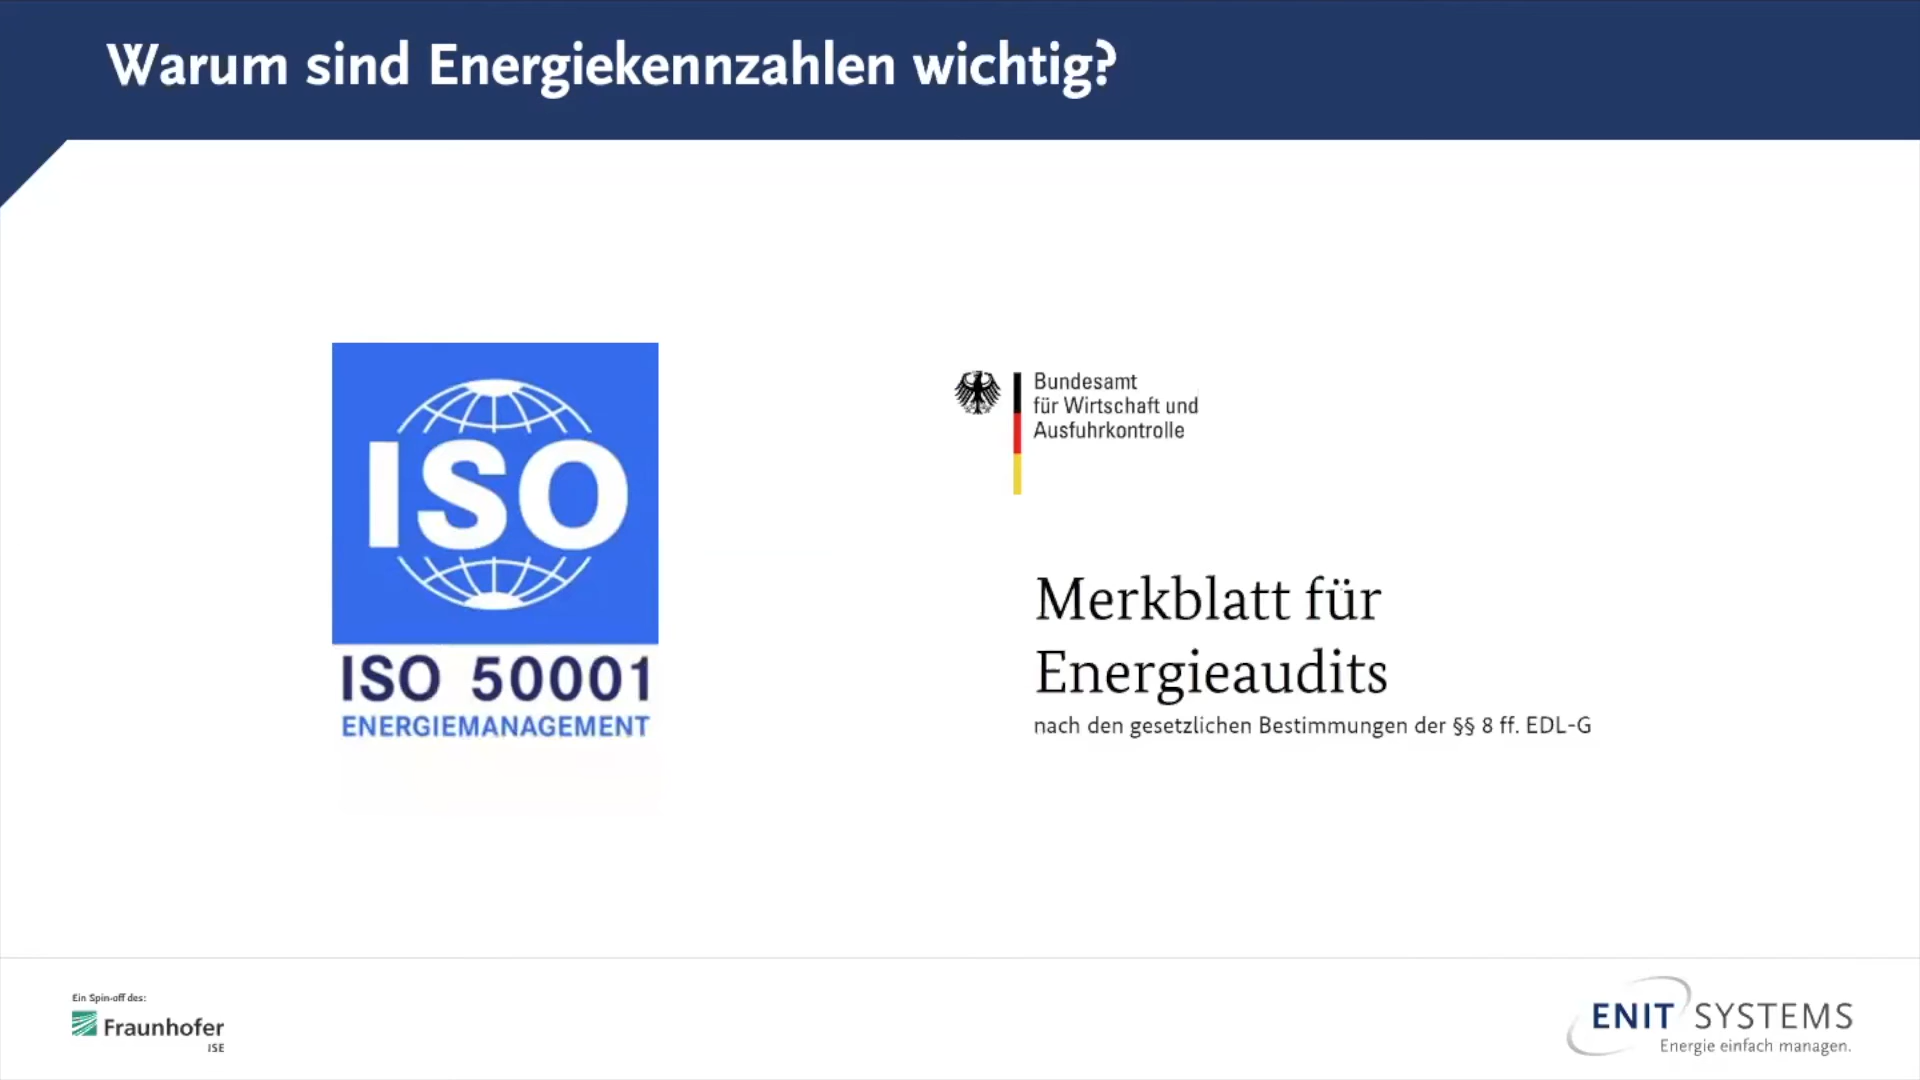 Warum sind Energiekennzahlen wichtig?
ISO
ISO 50001
ENERGIEMANAGEMENT
Bundesamt
für Wirtschaft und
Ausfuhrkontrolle
Merkblatt für
Energieaudits
nach den gesetzlichen Bestimmungen der §§ 8 ff. EDL-G
Ein Spin-off des:
Fraunhofer
ISE
ENIT SYSTEMS
Energie einfach managen.